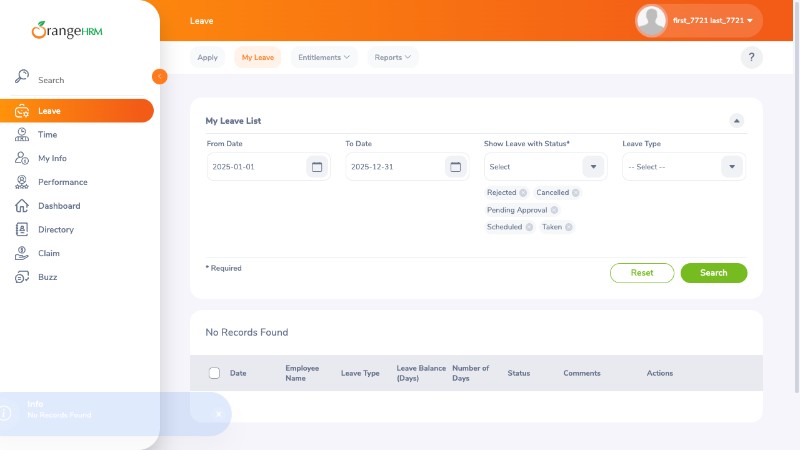 Leave
first_7721 last_7721
OrangeHRM
Search
Leave
Time
My Info
Performance
Dashboard
Directory
Claim
Buzz
Apply
My Leave
Entitlements
Reports
?
My Leave List
From Date
To Date
Show Leave with Status*
Leave Type
2025-01-01
2025-12-31
Select
-- Select --
Rejected
Cancelled
Pending Approval
Scheduled
Taken
* Required
Reset
Search
No Records Found
Date
Employee Name
Leave Type
Leave Balance (Days)
Number of Days
Status
Comments
Actions
Info
No Records Found